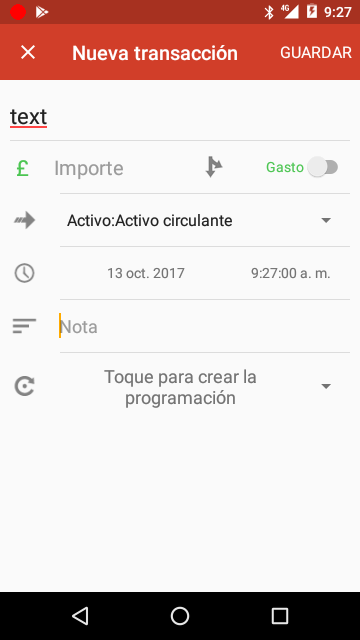 4G 9:27
Nueva transacción GUARDAR
text
£ Importe Gasto
Activo:Activo circulante
13 oct. 2017 9:27:00 a. m.
Nota
Toque para crear la
programación